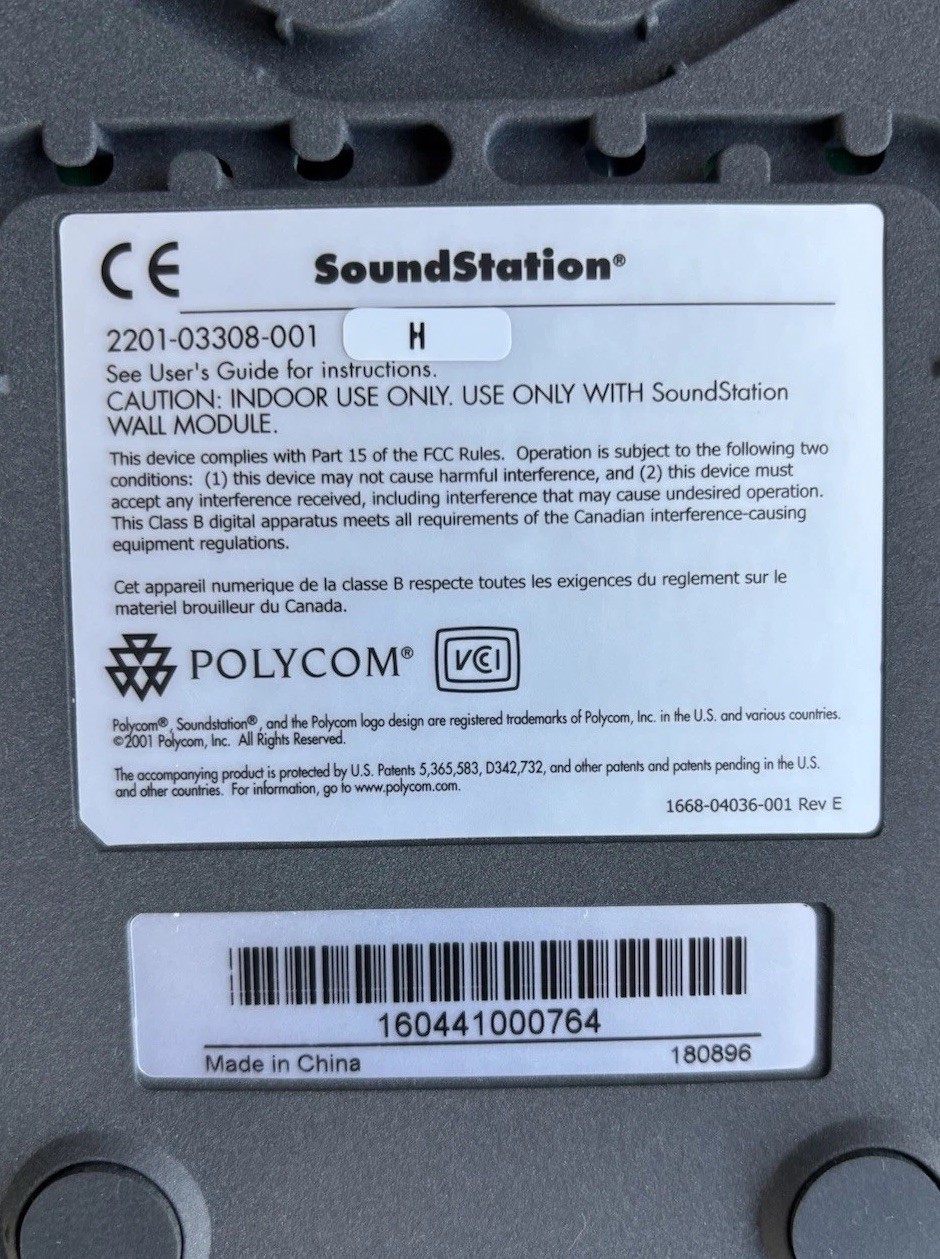 CE
SoundStation®
2201-03308-001 H
See User's Guide for instructions.
CAUTION: INDOOR USE ONLY. USE ONLY WITH SoundStation
WALL MODULE.
This device complies with Part 15 of the FCC Rules. Operation is subject to the following two
conditions: (1) this device may not cause harmful interference, and (2) this device must
accept any interference received, including interference that may cause undesired operation.
This Class B digital apparatus meets all requirements of the Canadian interference-causing
equipment regulations.
Cet appareil numerique de la classe B respecte toutes les exigences du reglement sur le
materiel brouilleur du Canada.
POLYCOM® VCI
Polycom®, Soundstation®, and the Polycom logo design are registered trademarks of Polycom, Inc. in the U.S. and various countries.
©2001 Polycom, Inc. All Rights Reserved.
The accompanying product is protected by U.S. Patents 5,365,583, D342,732, and other patents and patents pending in the U.S.
and other countries. For information, go to www.polycom.com.
1668-04036-001 Rev E
160441000764
Made in China 180896